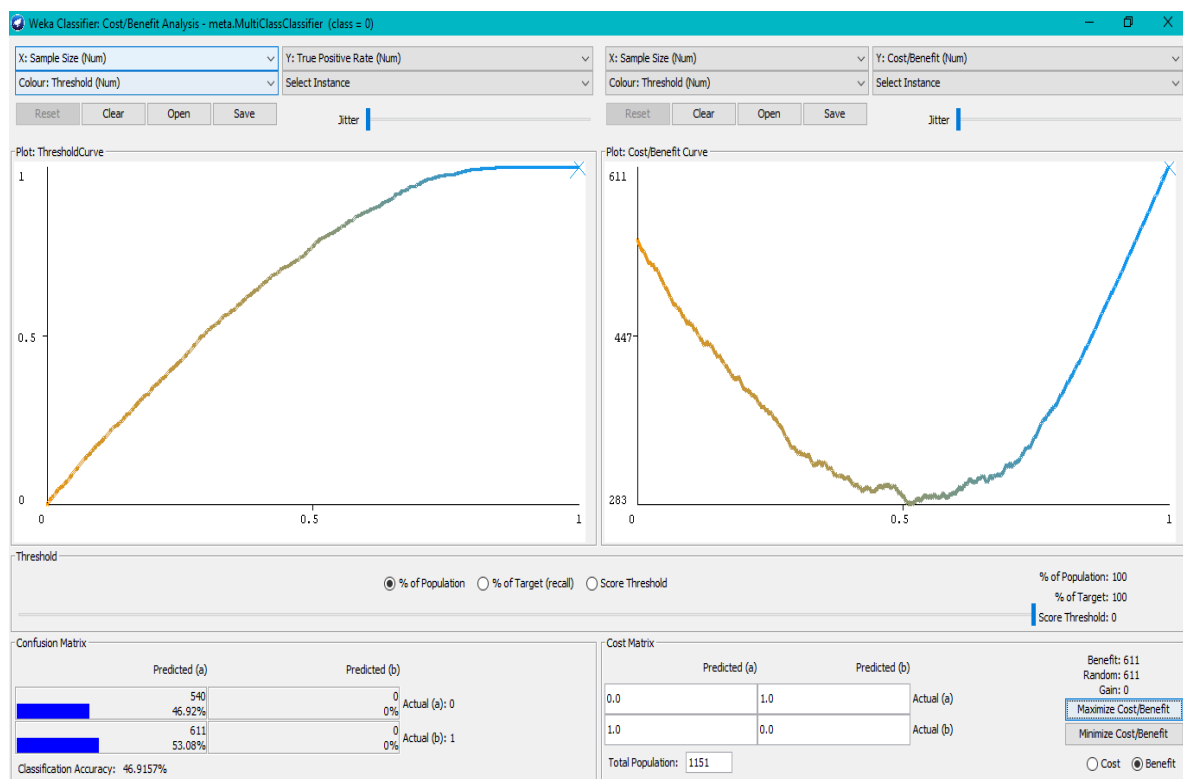 Weka Classifier: Cost/Benefit Analysis - meta.MultiClassClassifier (class = 0)
X: Sample Size (Num) Y: True Positive Rate (Num) X: Sample Size (Num) Y: Cost/Benefit (Num)
Colour: Threshold (Num) Select Instance Colour: Threshold (Num) Select Instance
Reset Clear Open Save Jitter Reset Clear Open Save Jitter
Plot: ThresholdCurve
1
0.5
0
0 0.5 1
Plot: Cost/Benefit Curve
611
447
283
0 0.5 1
Threshold
% of Population % of Target (recall) Score Threshold
% of Population: 100
% of Target: 100
Score Threshold: 0
Confusion Matrix
Predicted (a) Predicted (b)
540 0
46.92% 0% Actual (a): 0
611 0
53.08% 0% Actual (b): 1
Classification Accuracy: 46.9157%
Cost Matrix
Predicted (a) Predicted (b)
0.0 1.0 Actual (a)
1.0 0.0 Actual (b)
Total Population: 1151
Benefit: 611
Random: 611
Gain: 0
Maximize Cost/Benefit
Minimize Cost/Benefit
Cost Benefit